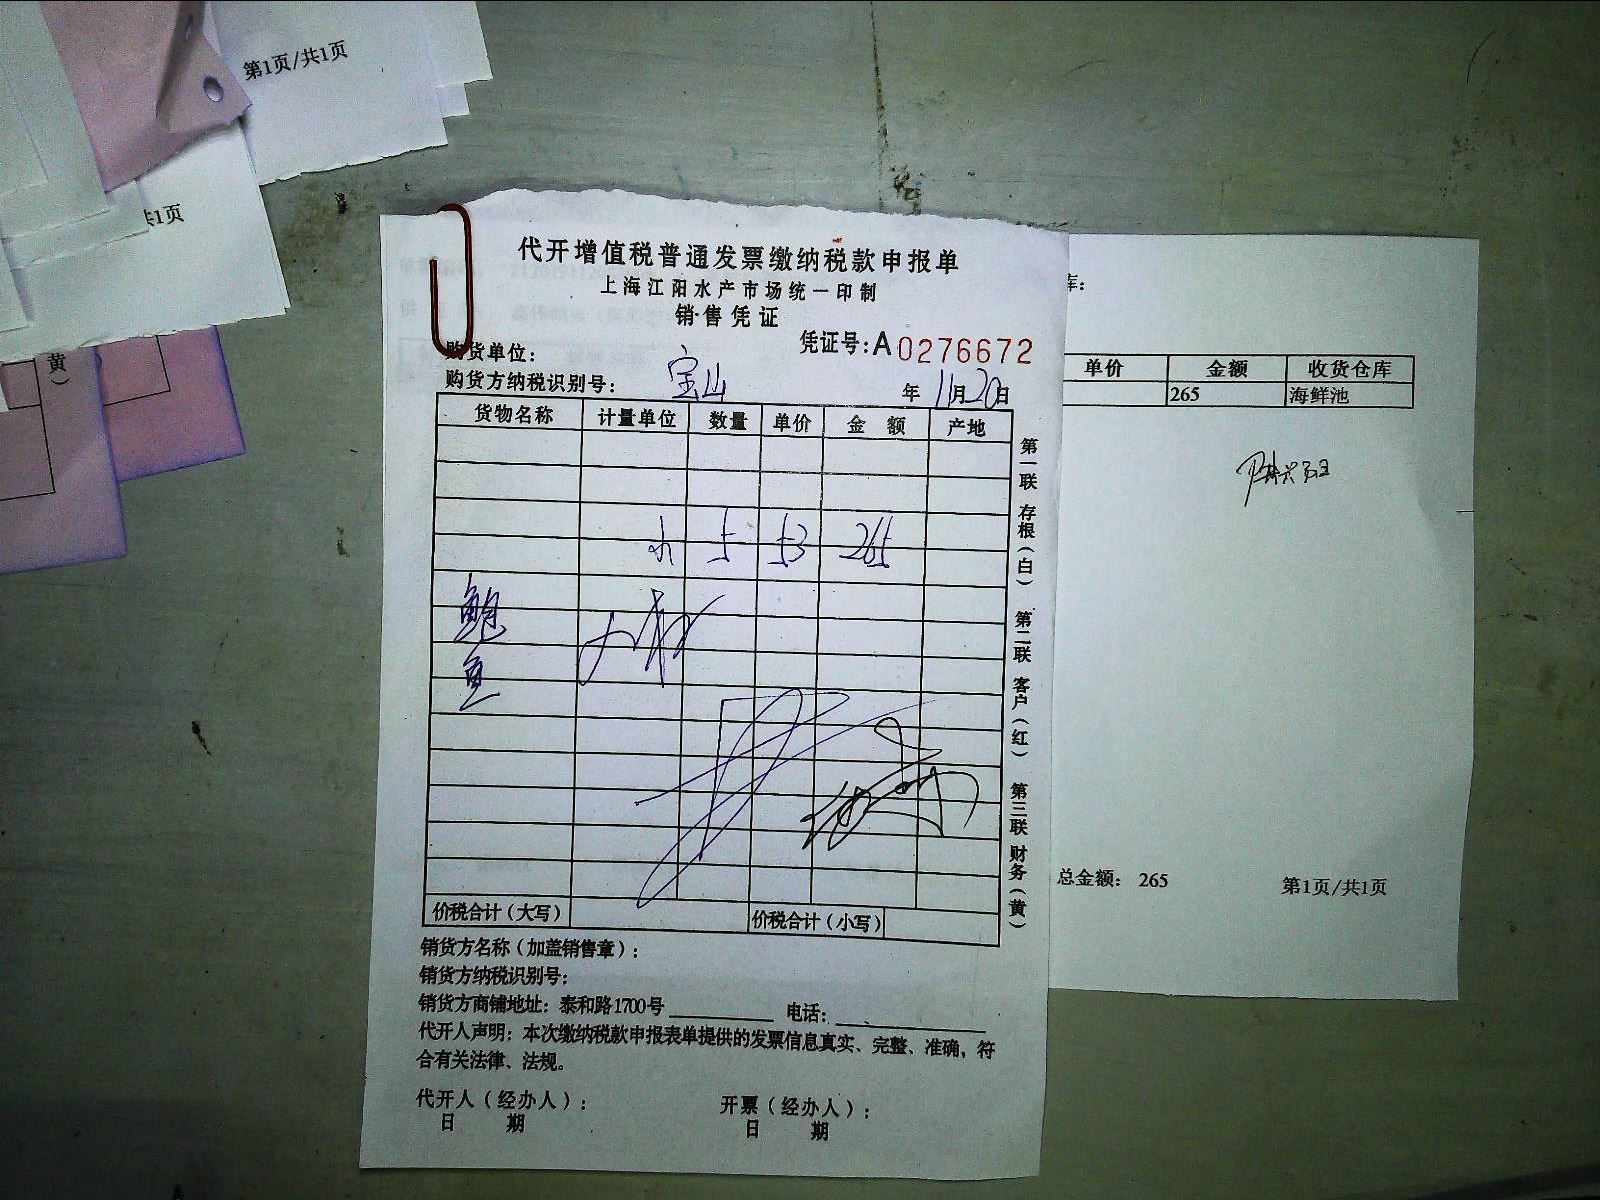 第1页/共1页
共1页
黄）
代开增值税普通发票缴纳税款申报单
上海江阳水产市场统一印制
销售凭证
凭证号：A0276672
购货单位：
购货方纳税识别号： 宝山 年 11月20日
货物名称 计量单位 数量 单价 金 额 产地
5 53 265
鲍
鱼
价税合计（大写） 价税合计（小写）
第一联 存根（白） 第二联 客户（红） 第三联 财务（黄）
销货方名称（加盖销售章）：
销货方纳税识别号：
销货方商铺地址：泰和路1700号 电话：
代开人声明：本次缴纳税款申报表单提供的发票信息真实、完整、准确，符
合有关法律、法规。
代开人（经办人）： 开票（经办人）：
日 期 日 期
库：
单价 金额 收货仓库
265 海鲜池
总金额： 265 第1页/共1页